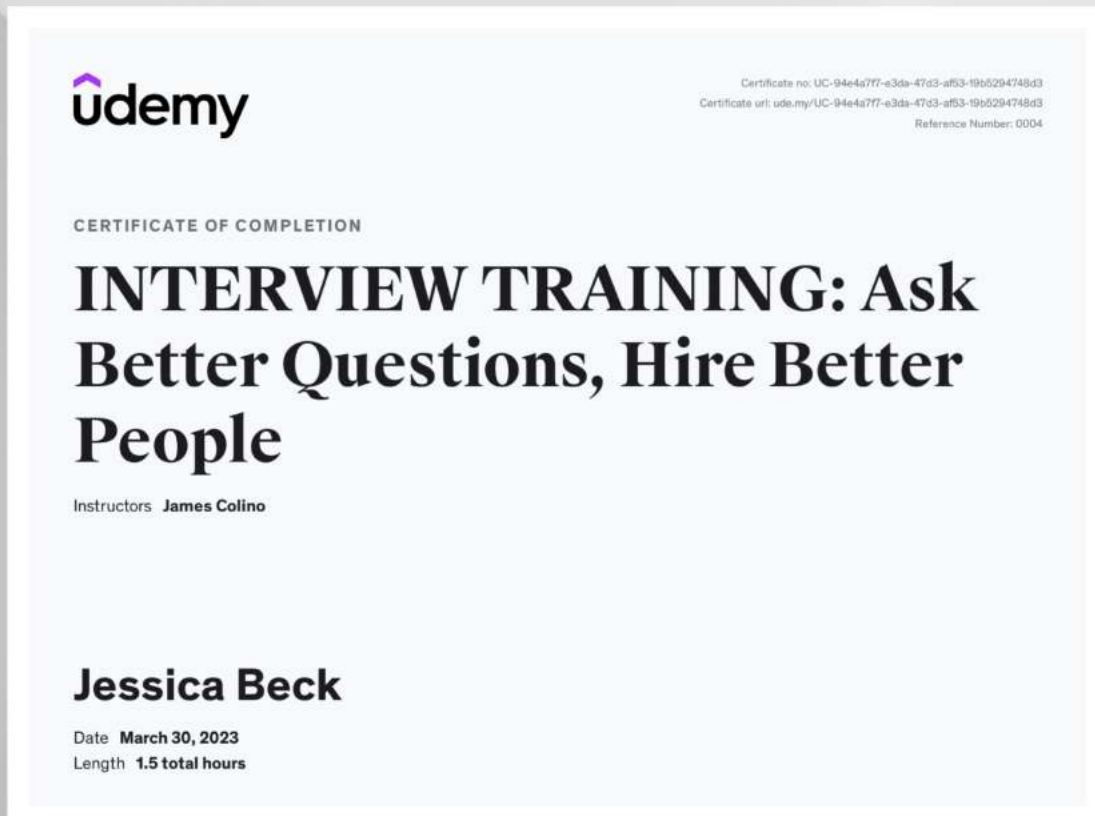 ûdemy
Certificate no: UC-94e4a7f7-e3da-47d3-af53-19b5294748d3
Certificate url: ude.my/UC-94e4a7f7-e3da-47d3-af53-19b5294748d3
Reference Number: 0004
CERTIFICATE OF COMPLETION
INTERVIEW TRAINING: Ask
Better Questions, Hire Better
People
Instructors James Colino
Jessica Beck
Date March 30, 2023
Length 1.5 total hours